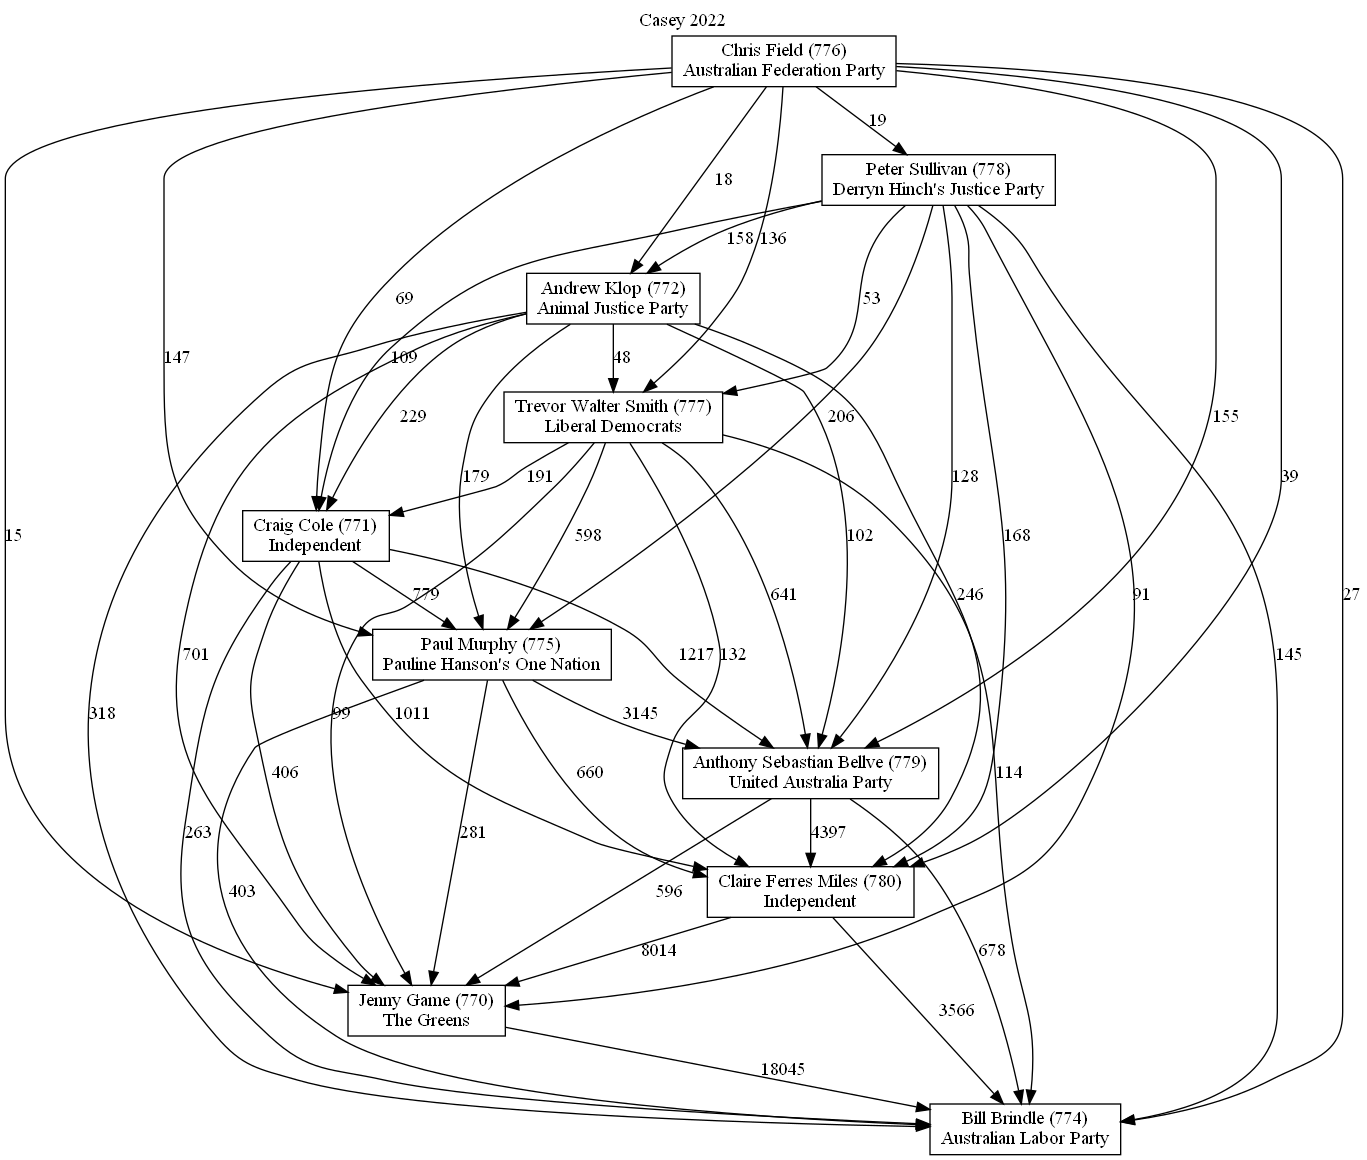 Casey 2022
Chris Field (776)
Australian Federation Party
19
Peter Sullivan (778)
Derryn Hinch's Justice Party
18
158
136
Andrew Klop (772)
Animal Justice Party
69
53
147
109
48
Trevor Walter Smith (777)
Liberal Democrats
229
206
155
179
191
128
39
Craig Cole (771)
Independent
15
598
102
168
27
779
641
246
91
Paul Murphy (775)
Pauline Hanson's One Nation
701
1217
132
145
318
99
1011
3145
Anthony Sebastian Bellve (779)
United Australia Party
406
660
114
263
281
4397
Claire Ferres Miles (780)
Independent
403
596
8014
678
Jenny Game (770)
The Greens
3566
18045
Bill Brindle (774)
Australian Labor Party